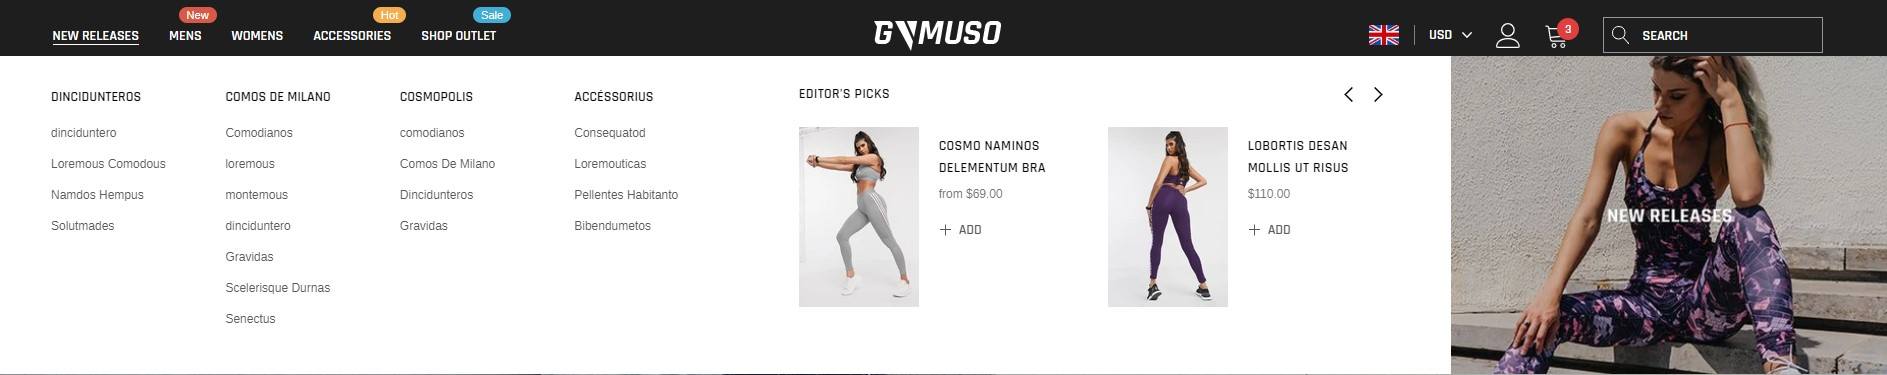 New
Hot
Sale
NEW RELEASES
MENS
WOMENS
ACCESSORIES
SHOP OUTLET
GYMUSO
USD
3
SEARCH
DINCIDUNTEROS
dinciduntero
Loremous Comodous
Namdos Hempus
Solutmades
COMOS DE MILANO
Comodianos
loremous
montemous
dinciduntero
Gravidas
Scelerisque Durnas
Senectus
COSMOPOLIS
comodianos
Comos De Milano
Dincidunteros
Gravidas
ACCÉSSORIUS
Consequatod
Loremouticas
Pellentes Habitanto
Bibendumetos
EDITOR'S PICKS
COSMO NAMINOS
DELEMENTUM BRA
from $69.00
+ ADD
LOBORTIS DESAN
MOLLIS UT RISUS
$110.00
+ ADD
NEW RELEASES